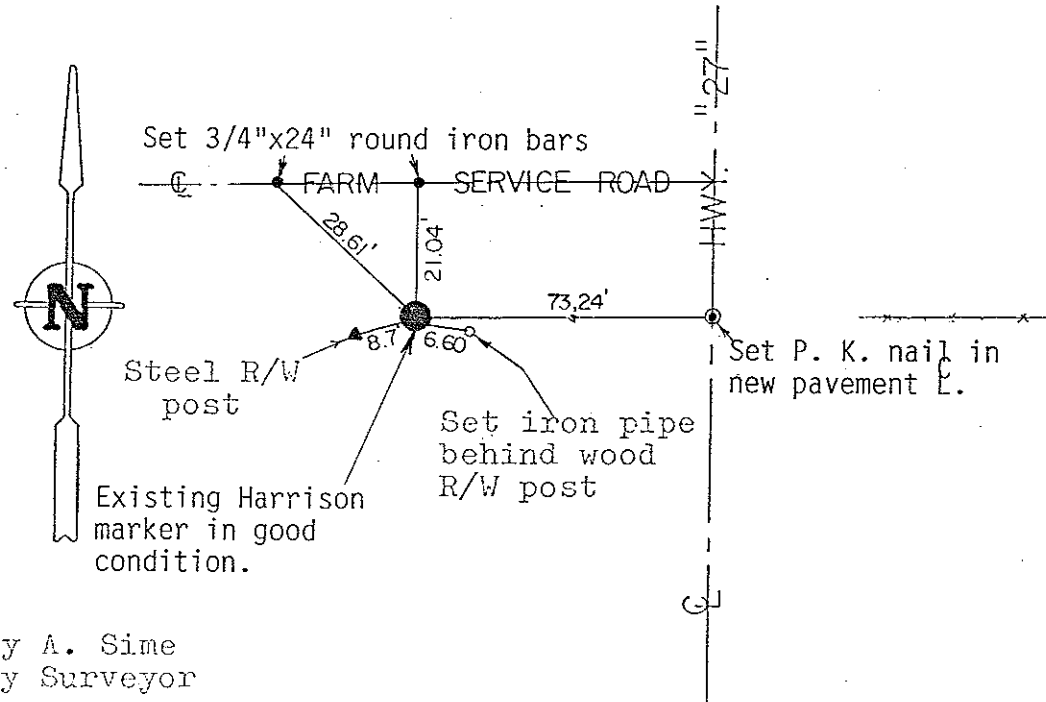 HWY. "27"
Set 3/4"x24" round iron bars
℄ FARM SERVICE ROAD
28.61'
21.04'
N
73.24'
8.7
6.60
Steel R/W
post
Set P. K. nail in
new pavement ℄.
Set iron pipe
behind wood
R/W post
Existing Harrison
marker in good
condition.
℄
y A. Sime
y Surveyor